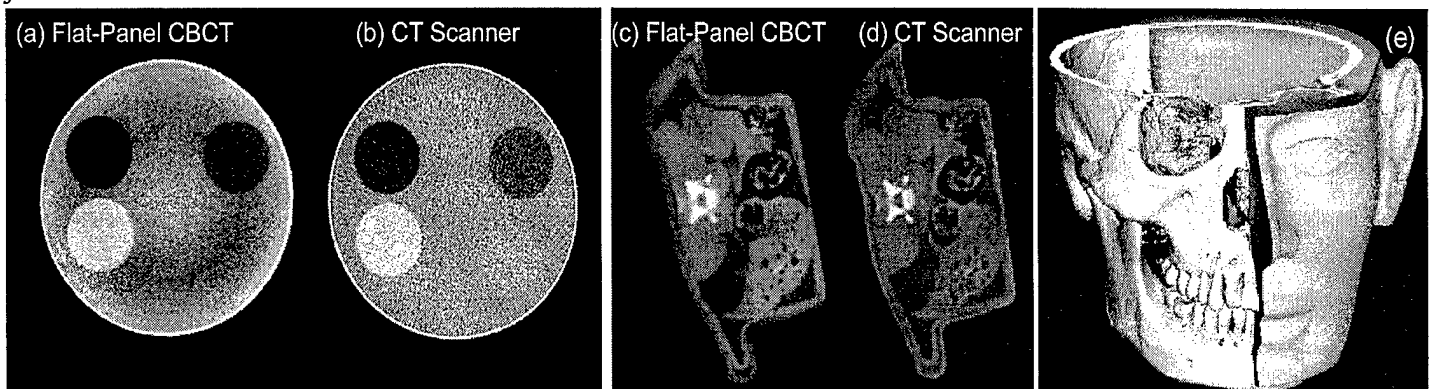 (a) Flat-Panel CBCT
(b) CT Scanner
(c) Flat-Panel CBCT
(d) CT Scanner
(e)